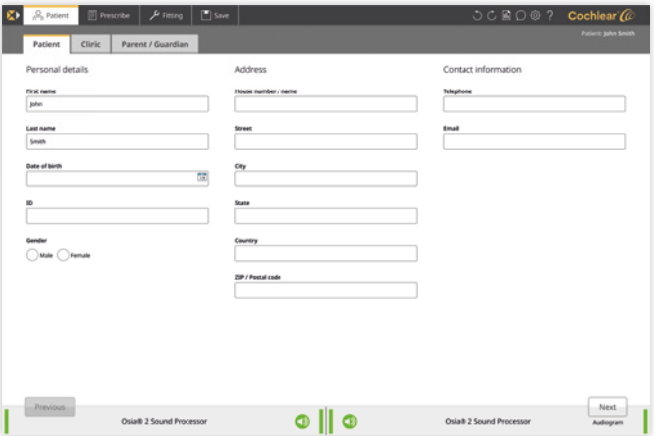 Patient Prescribe Fitting Save ? Cochlear
Patient: John Smith
Patient Cliric Parent / Guardian
Personal details Address Contact information
First name House number / name Telephone
John
Last name Street Email
Smith
Date of birth City
ID State
Gender Country
Male Female
ZIP / Postal code
Previous Next
Osia® 2 Sound Processor Osia® 2 Sound Processor Audiogram